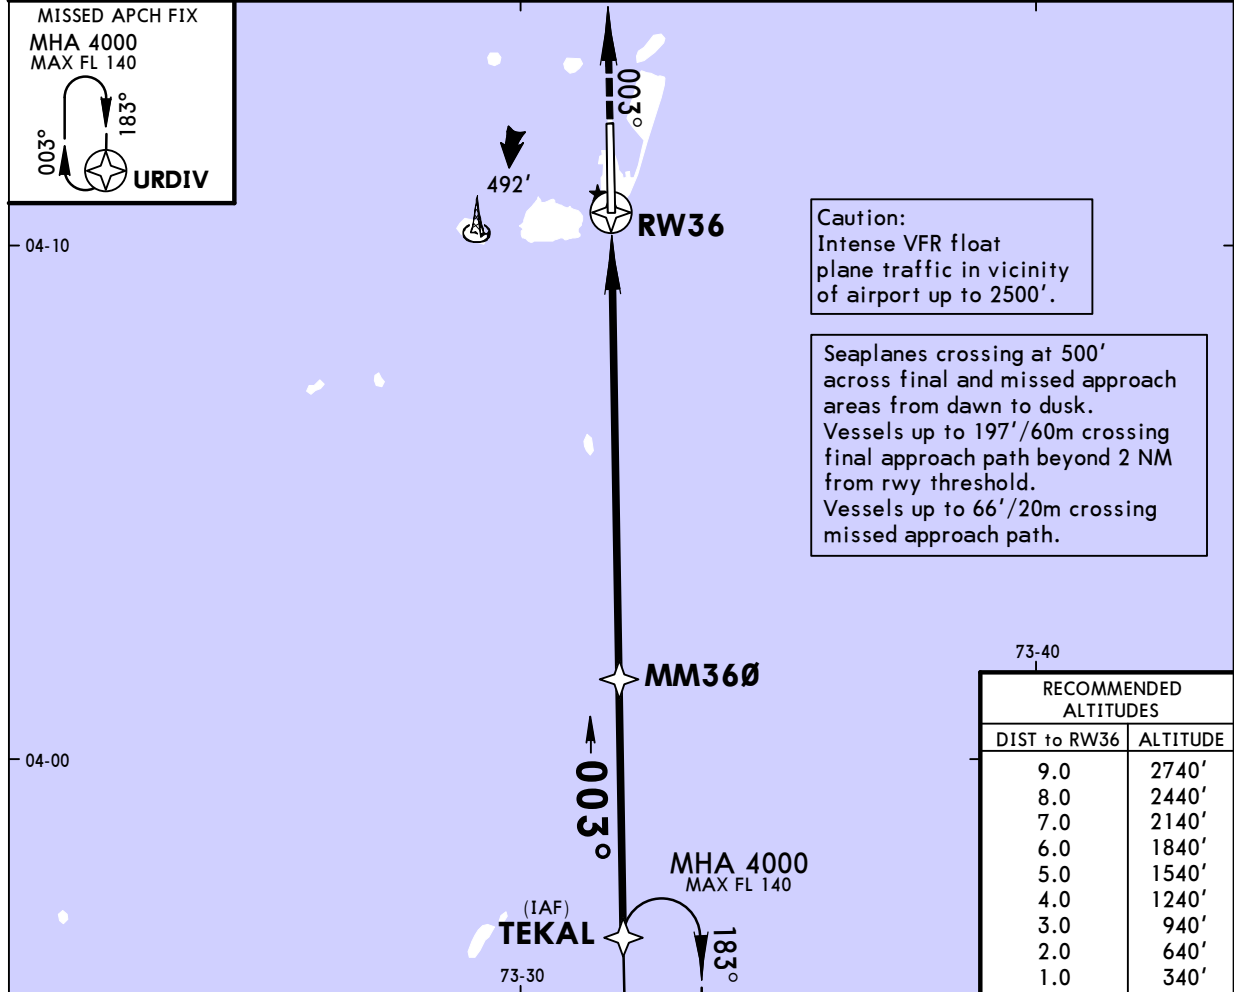 MISSED APCH FIX
MHA 4000
MAX FL 140
003°
183°
URDIV
003°
492'
RW36
04-10
Caution:
Intense VFR float
plane traffic in vicinity
of airport up to 2500'.
Seaplanes crossing at 500'
across final and missed approach
areas from dawn to dusk.
Vessels up to 197'/60m crossing
final approach path beyond 2 NM
from rwy threshold.
Vessels up to 66'/20m crossing
missed approach path.
MM36Ø
73-40
04-00
003°
MHA 4000
MAX FL 140
(IAF)
TEKAL
183°
73-30
RECOMMENDED
ALTITUDES
DIST to RW36 ALTITUDE
9.0 2740'
8.0 2440'
7.0 2140'
6.0 1840'
5.0 1540'
4.0 1240'
3.0 940'
2.0 640'
1.0 340'